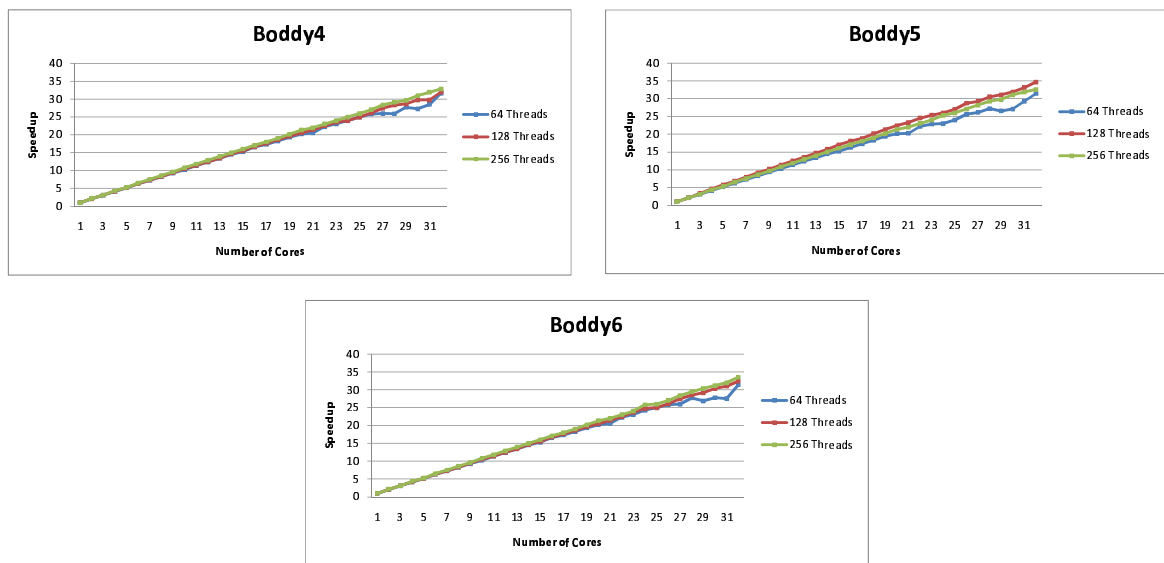 Boddy4
40
35
30
25
20
15
10
5
0
Speedup
1 3 5 7 9 11 13 15 17 19 21 23 25 27 29 31
Number of Cores
64 Threads
128 Threads
256 Threads
Boddy5
40
35
30
25
20
15
10
5
0
Speedup
1 3 5 7 9 11 13 15 17 19 21 23 25 27 29 31
Number of Cores
64 Threads
128 Threads
256 Threads
Boddy6
40
35
30
25
20
15
10
5
0
Speedup
1 3 5 7 9 11 13 15 17 19 21 23 25 27 29 31
Number of Cores
64 Threads
128 Threads
256 Threads